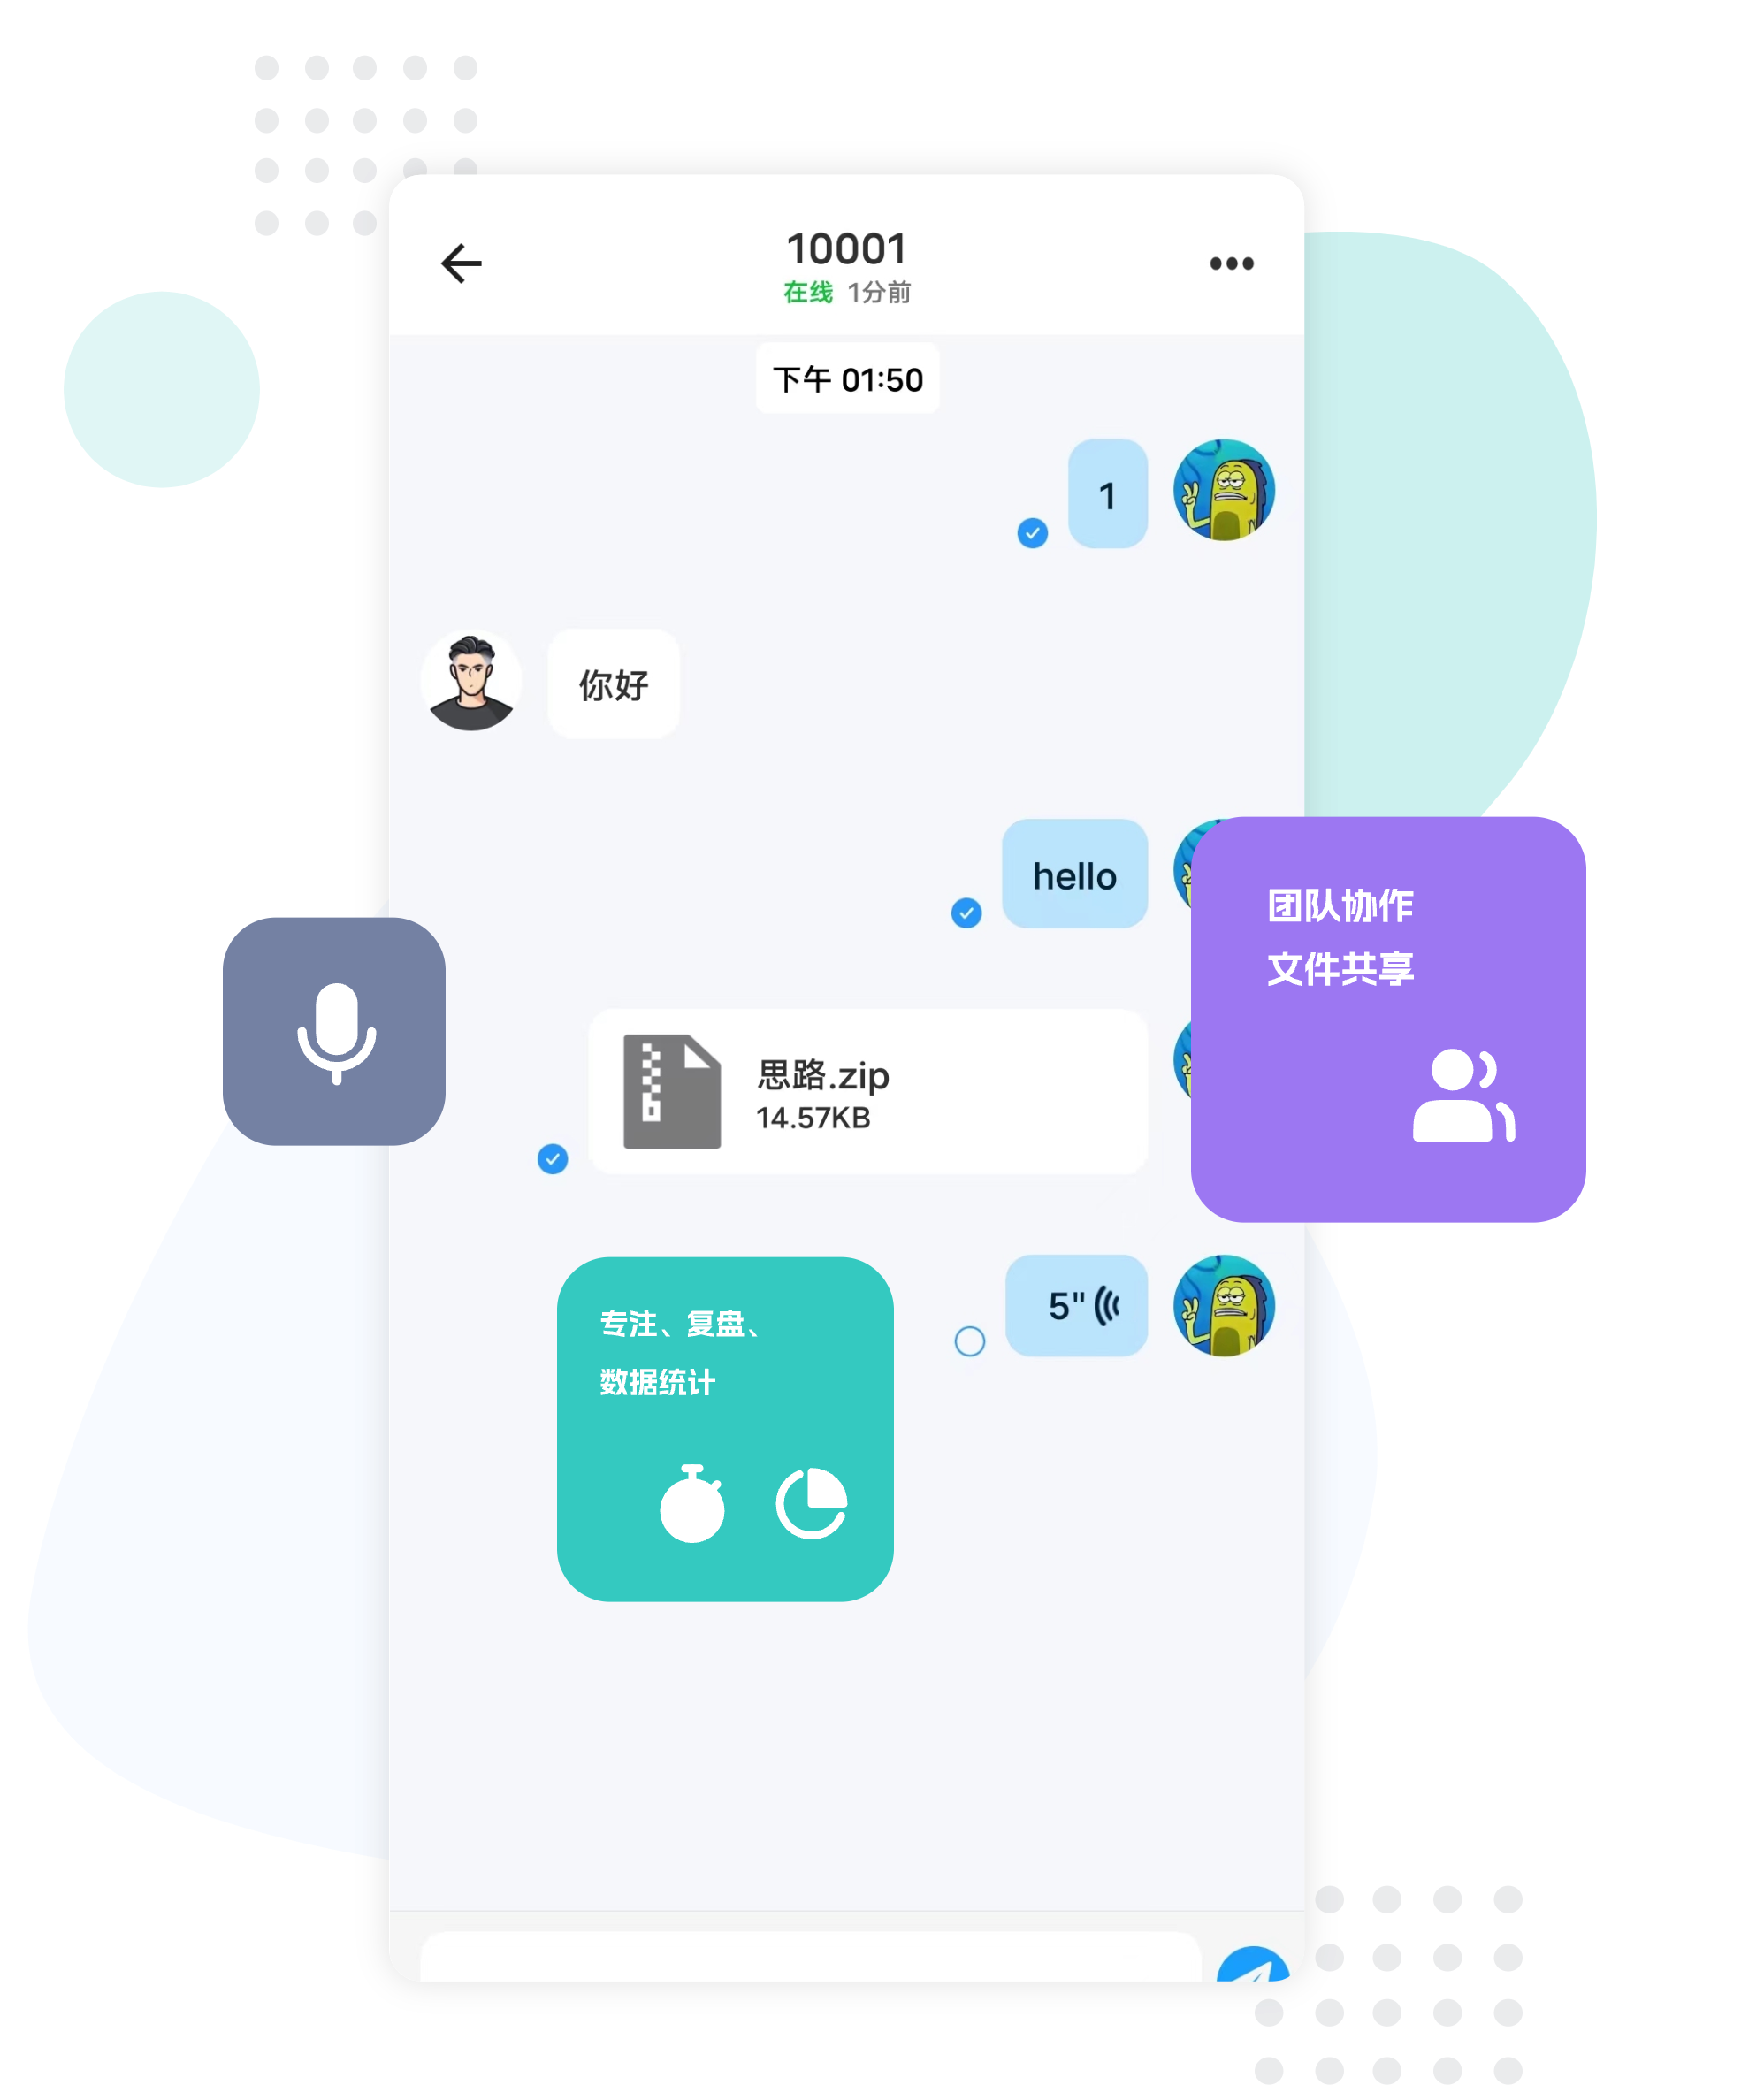 10001
在线 1分前
下午 01:50
1
你好
hello
团队协作
文件共享
思路.zip
14.57KB
5"
专注、复盘、
数据统计